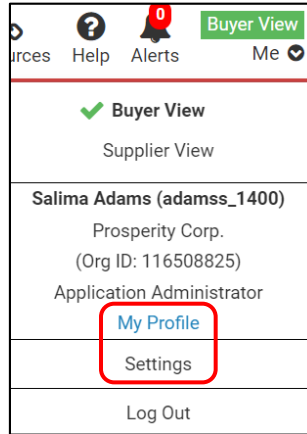 0
Buyer View
Help Alerts Me
Buyer View
Supplier View
Salima Adams (adamss_1400)
Prosperity Corp.
(Org ID: 116508825)
Application Administrator
My Profile
Settings
Log Out